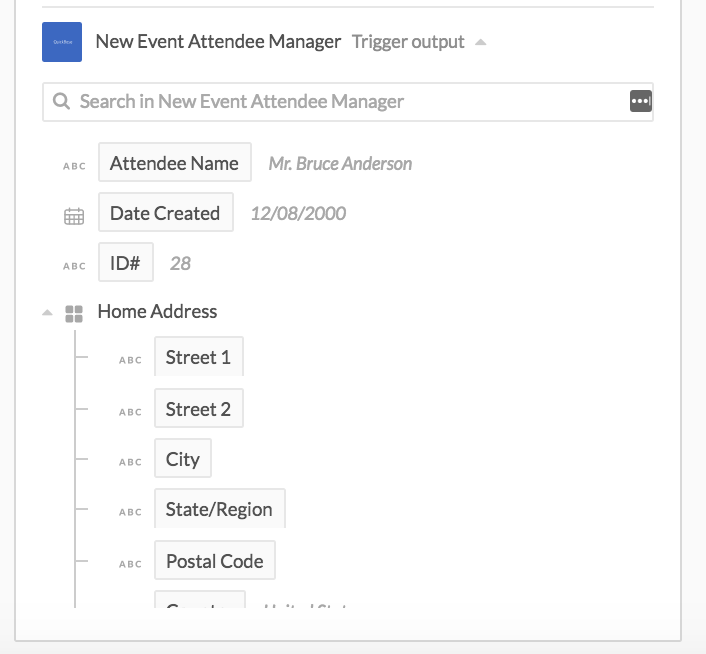 New Event Attendee Manager Trigger output
Search in New Event Attendee Manager
ABC Attendee Name Mr. Bruce Anderson
Date Created 12/08/2000
ABC ID# 28
Home Address
ABC Street 1
ABC Street 2
ABC City
ABC State/Region
ABC Postal Code